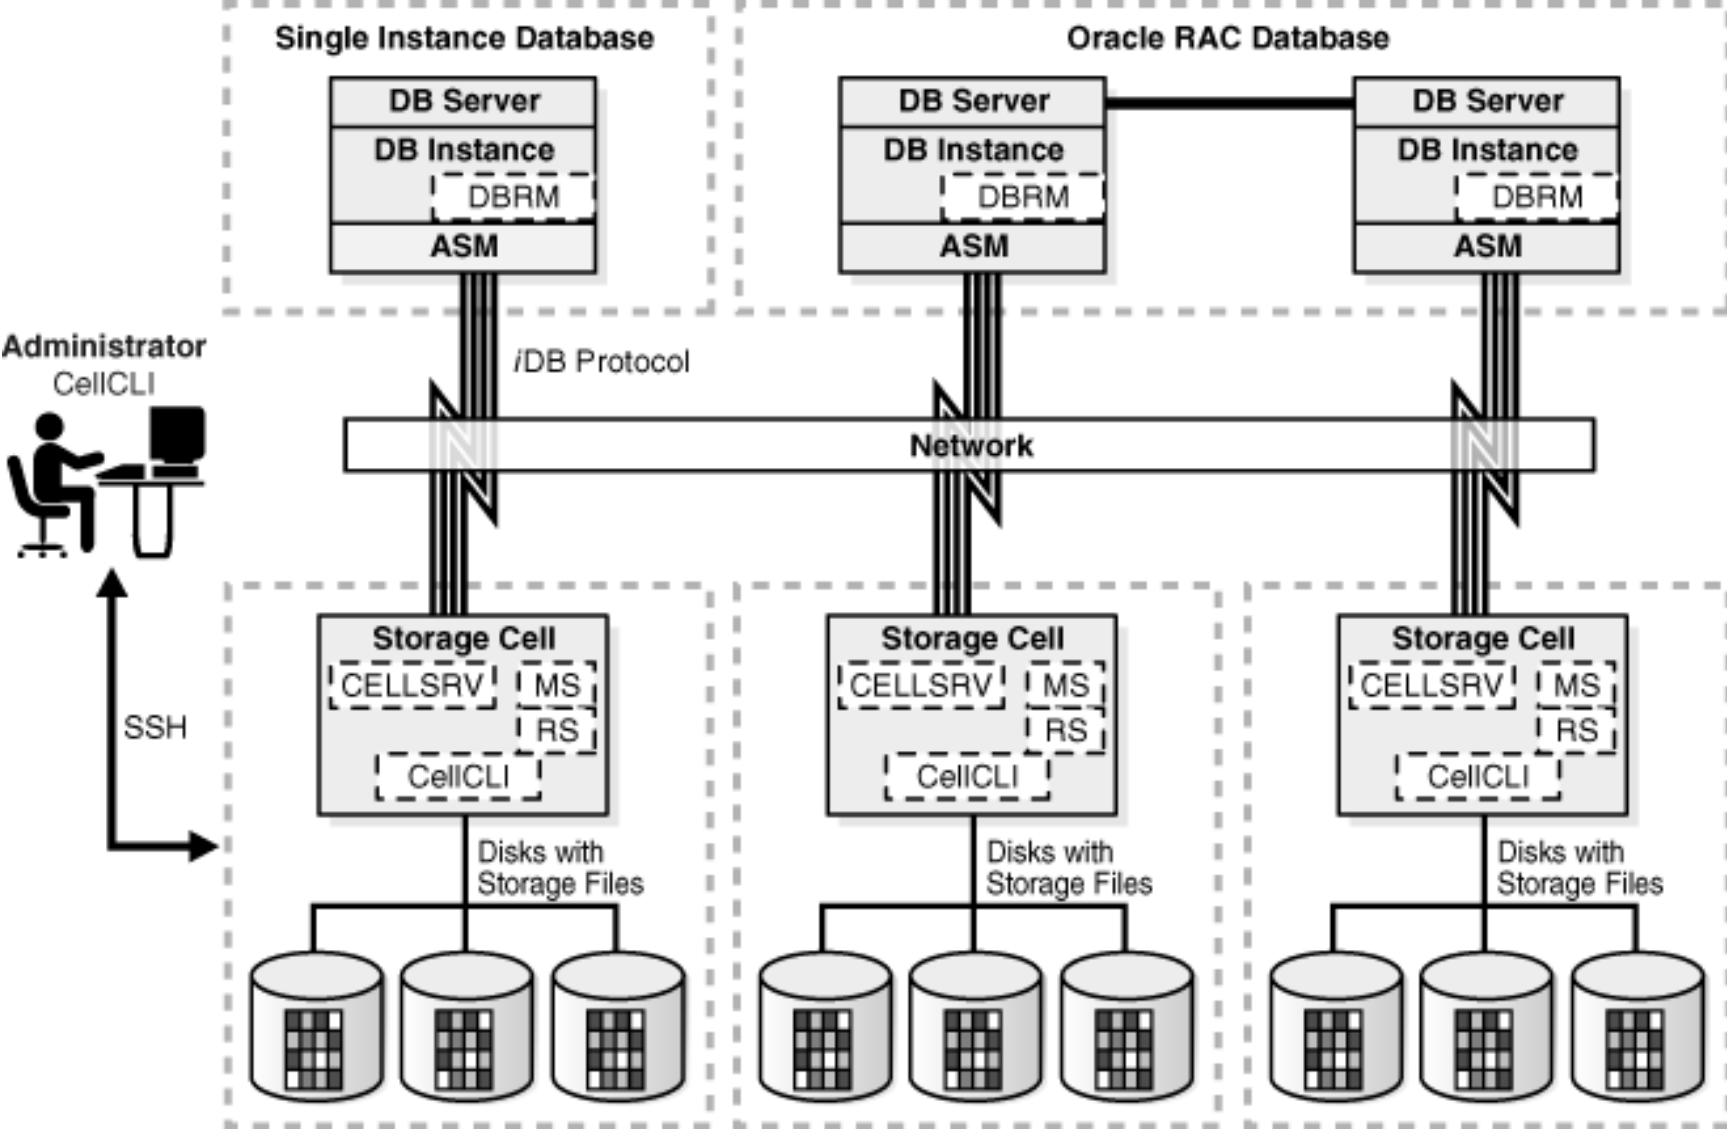 Single Instance Database
Oracle RAC Database
DB Server
DB Instance
DBRM
ASM
DB Server
DB Instance
DBRM
ASM
DB Server
DB Instance
DBRM
ASM
Administrator
CellCLI
iDB Protocol
Network
SSH
Storage Cell
CELLSRV
MS
RS
CellCLI
Disks with
Storage Files
Storage Cell
CELLSRV
MS
RS
CellCLI
Disks with
Storage Files
Storage Cell
CELLSRV
MS
RS
CellCLI
Disks with
Storage Files